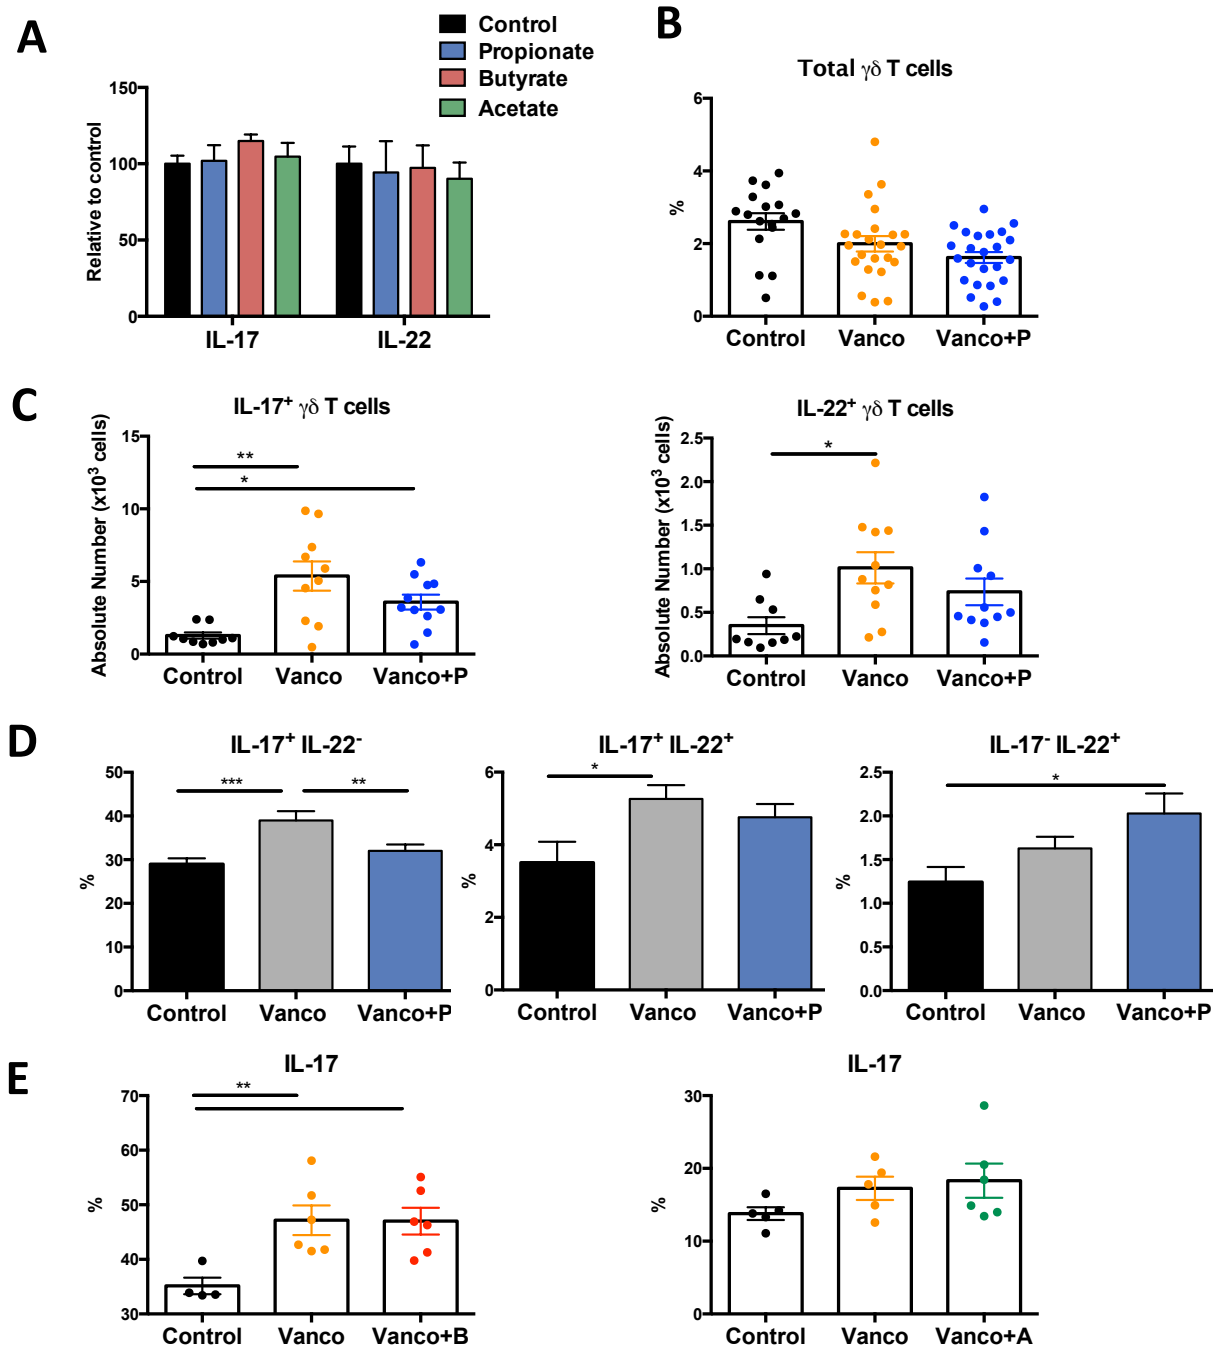 A
Control
Propionate
Butyrate
Acetate
150
100
50
0
Relative to control
IL-17 IL-22
B
Total γδ T cells
6
4
2
0
%
Control Vanco Vanco+P
C
IL-17⁺ γδ T cells
15
10
5
0
Absolute Number (x10³ cells)
**
*
Control Vanco Vanco+P
IL-22⁺ γδ T cells
2.5
2.0
1.5
1.0
0.5
0.0
Absolute Number (x10³ cells)
*
Control Vanco Vanco+P
D
IL-17⁺ IL-22⁻
50
40
30
20
10
0
%
*** **
Control Vanco Vanco+P
IL-17⁺ IL-22⁺
6
4
2
0
%
*
Control Vanco Vanco+P
IL-17⁻ IL-22⁺
2.5
2.0
1.5
1.0
0.5
0.0
%
*
Control Vanco Vanco+P
E
IL-17
70
60
50
40
30
%
**
Control Vanco Vanco+B
IL-17
30
20
10
0
%
Control Vanco Vanco+A